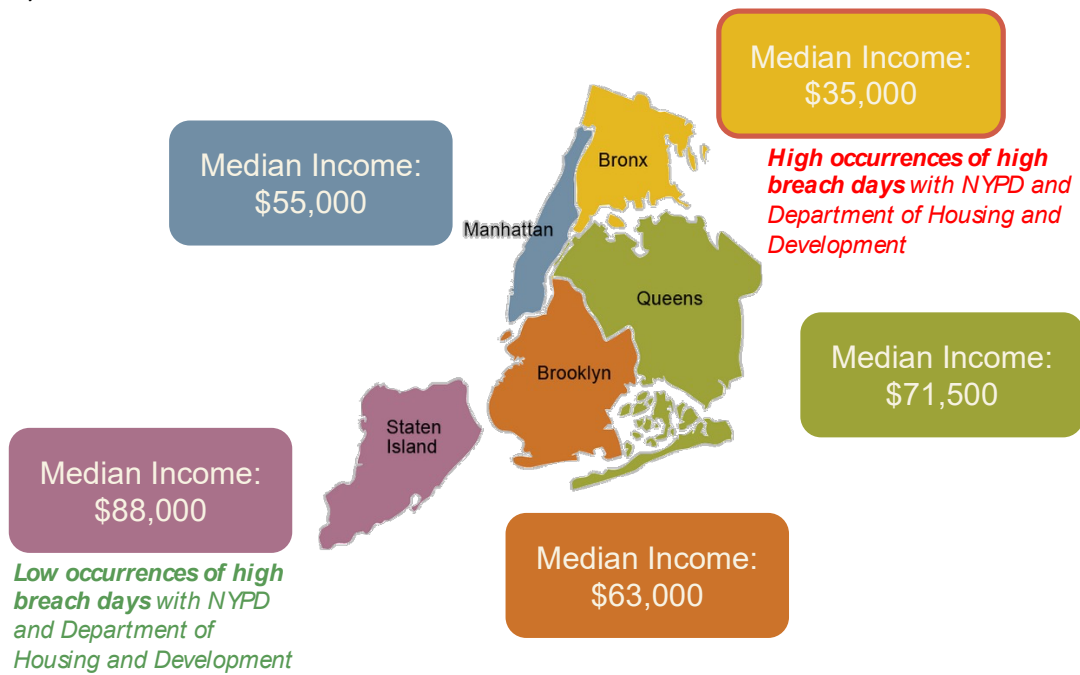 Median Income:
$35,000
High occurrences of high
breach days with NYPD and
Department of Housing and
Development
Median Income:
$55,000
Bronx
Manhattan
Queens
Median Income:
$71,500
Brooklyn
Staten
Island
Median Income:
$88,000
Low occurrences of high
breach days with NYPD
and Department of
Housing and Development
Median Income:
$63,000